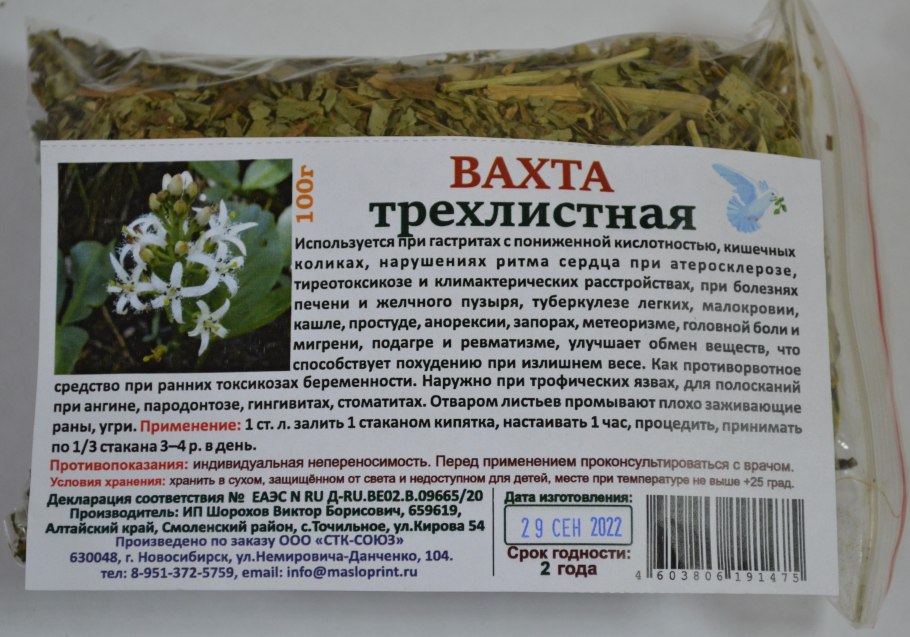 100г
ВАХТА
трехлистная
Используется при гастритах с пониженной кислотностью, кишечных
коликах, нарушениях ритма сердца при атеросклерозе,
тиреотоксикозе и климактерических расстройствах, при болезнях
печени и желчного пузыря, туберкулезе легких, малокровии,
кашле, простуде, анорексии, запорах, метеоризме, головной боли и
мигрени, подагре и ревматизме, улучшает обмен веществ, что
способствует похудению при излишнем весе. Как противорвотное
средство при ранних токсикозах беременности. Наружно при трофических язвах, для полосканий
при ангине, пародонтозе, гингивитах, стоматитах. Отваром листьев промывают плохо заживающие
раны, угри. Применение: 1 ст. л. залить 1 стаканом кипятка, настаивать 1 час, процедить, принимать
по 1/3 стакана 3–4 р. в день.
Противопоказания: индивидуальная непереносимость. Перед применением проконсультироваться с врачом.
Условия хранения: хранить в сухом, защищённом от света и недоступном для детей, месте при температуре не выше +25 град.
Декларация соответствия № ЕАЭС N RU Д-RU.BE02.B.09665/20
Производитель: ИП Шорохов Виктор Борисович, 659619,
Алтайский край, Смоленский район, с.Точильное, ул.Кирова 54
Произведено по заказу ООО «СТК-СОЮЗ»
630048, г. Новосибирск, ул.Немировича-Данченко, 104.
тел: 8-951-372-5759, email: info@masloprint.ru
Дата изготовления:
29 СЕН 2022
Срок годности:
2 года
4 603806 191475